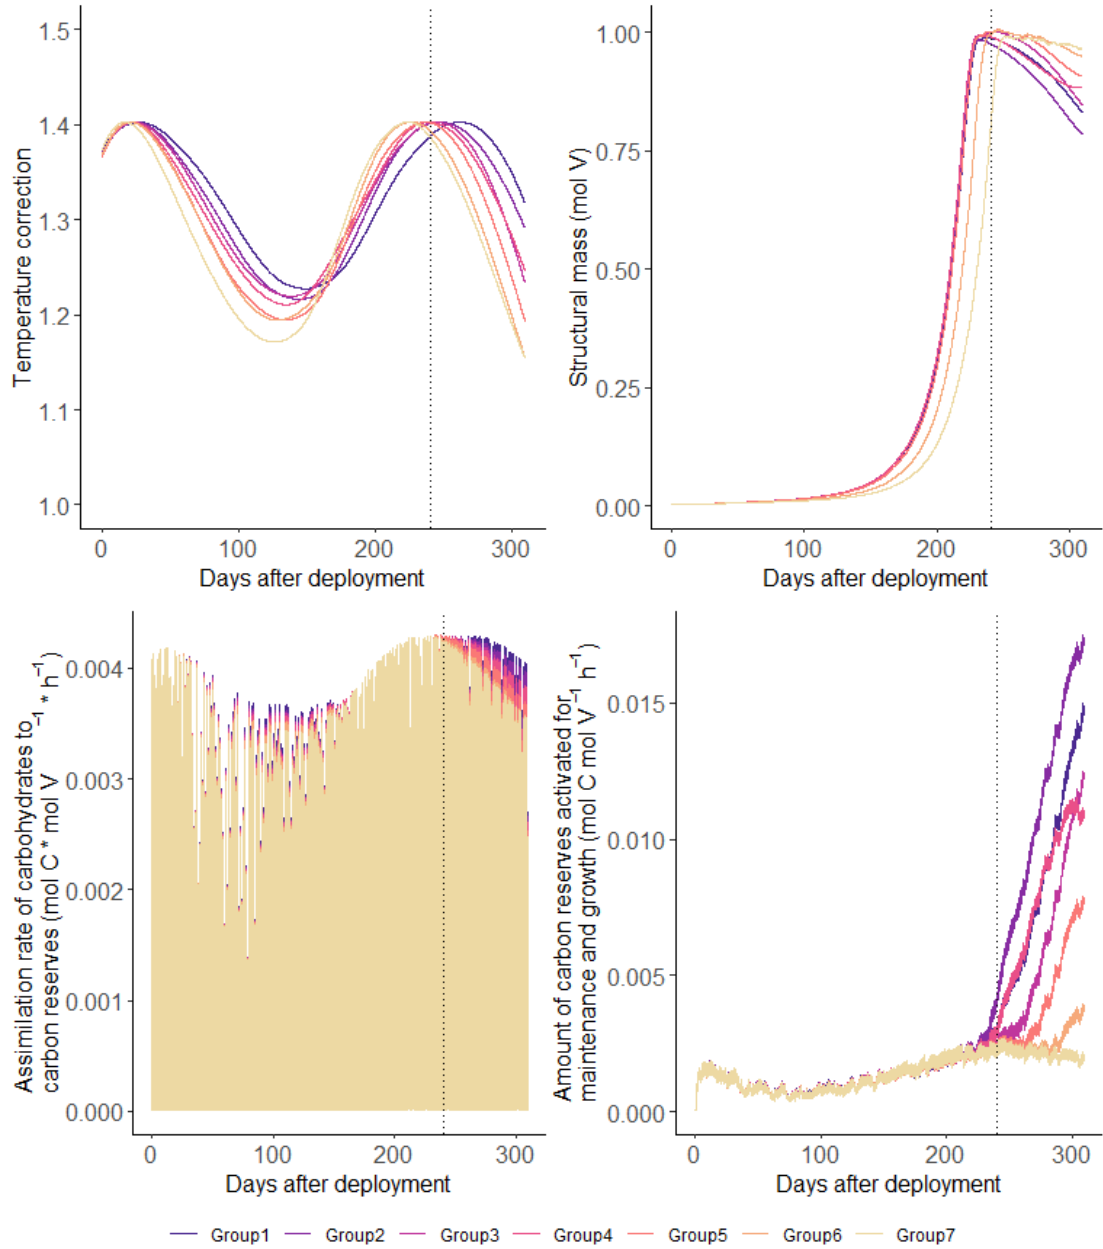 1.5
1.4
1.3
1.2
1.1
1.0
Temperature correction
0 100 200 300
Days after deployment
1.00
0.75
0.50
0.25
0.00
Structural mass (mol V)
0 100 200 300
Days after deployment
0.004
0.003
0.002
0.001
0.000
Assimilation rate of carbohydrates to
carbon reserves (mol C * mol V⁻¹ * h⁻¹)
0 100 200 300
Days after deployment
0.015
0.010
0.005
0.000
Amount of carbon reserves activated for
maintenance and growth (mol C mol V⁻¹ h⁻¹)
0 100 200 300
Days after deployment
Group1 Group2 Group3 Group4 Group5 Group6 Group7